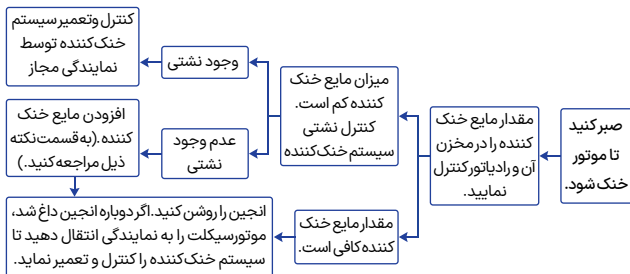 صبر کنید
تا موتور
خنک شود.
مقدار مایع خنک
کننده را در مخزن
آن و رادیاتور کنترل
نمایید.
میزان مایع خنک
کننده کم است.
کنترل نشتی
سیستم خنک‌کننده
وجود نشتی
کنترل و تعمیر سیستم
خنک‌کننده توسط
نمایندگی مجاز
عدم وجود
نشتی
افزودن مایع خنک
کننده.(به قسمت نکته
ذیل مراجعه کنید.)
مقدار مایع خنک
کننده کافی است.
انجین را روشن کنید.اگر دوباره انجین داغ شد،
موتورسیکلت را به نمایندگی انتقال دهید تا
سیستم خنک‌کننده را کنترل و تعمیر نماید.